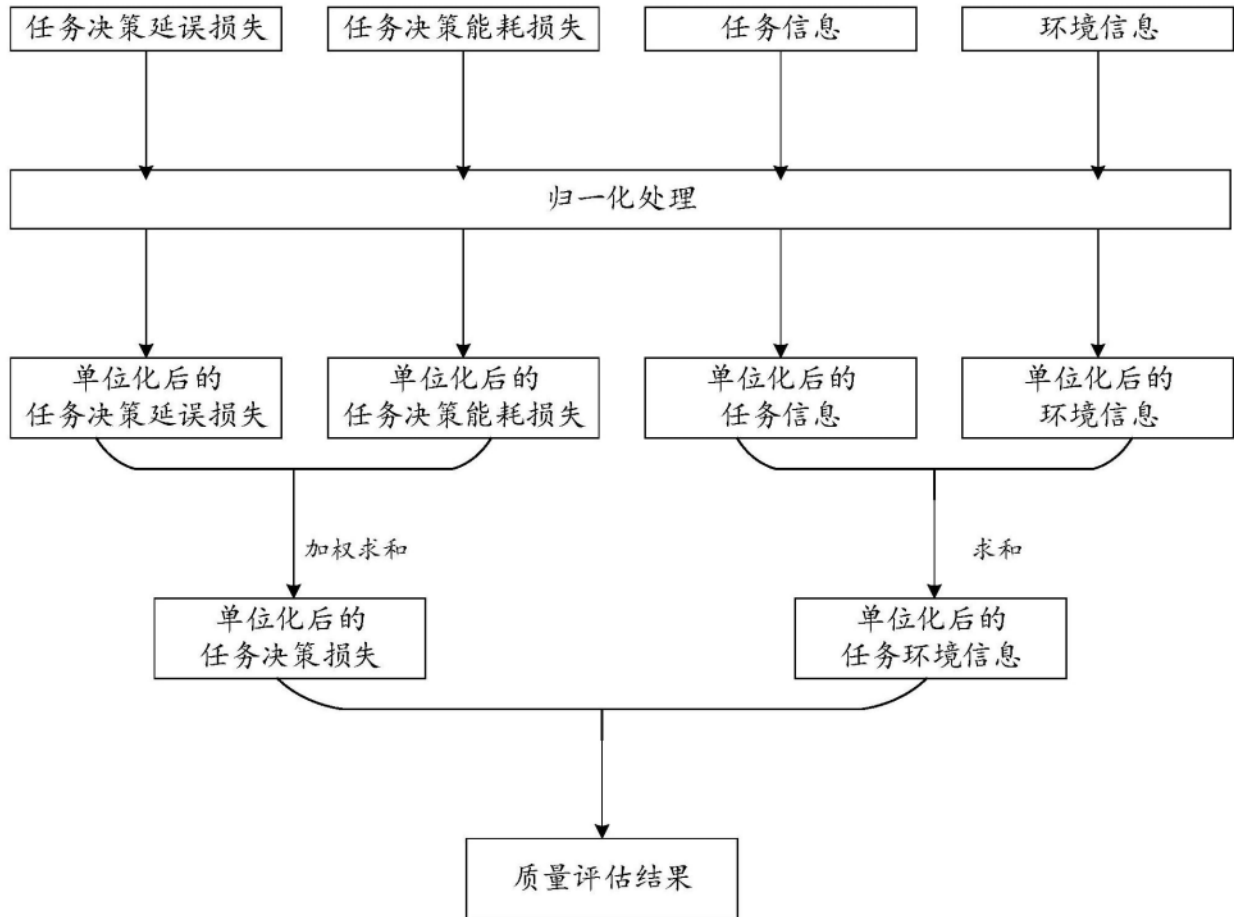 任务决策延误损失
任务决策能耗损失
任务信息
环境信息
归一化处理
单位化后的
任务决策延误损失
单位化后的
任务决策能耗损失
单位化后的
任务信息
单位化后的
环境信息
加权求和
求和
单位化后的
任务决策损失
单位化后的
任务环境信息
质量评估结果